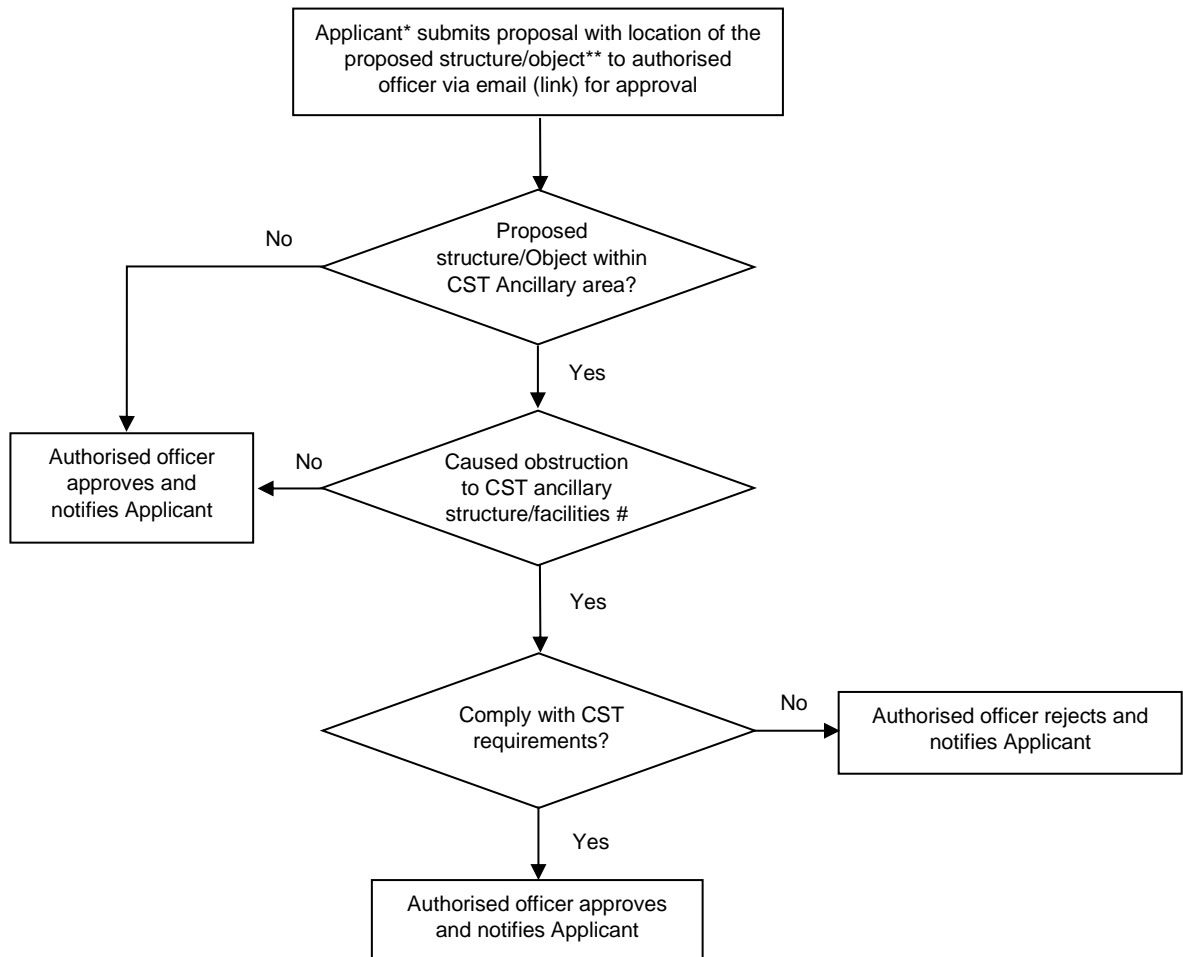 Applicant* submits proposal with location of the
proposed structure/object** to authorised
officer via email (link) for approval
Proposed
structure/Object within
CST Ancillary area?
No
Yes
Authorised officer
approves and
notifies Applicant
No
Caused obstruction
to CST ancillary
structure/facilities #
Yes
Comply with CST
requirements?
No
Authorised officer rejects and
notifies Applicant
Yes
Authorised officer approves
and notifies Applicant